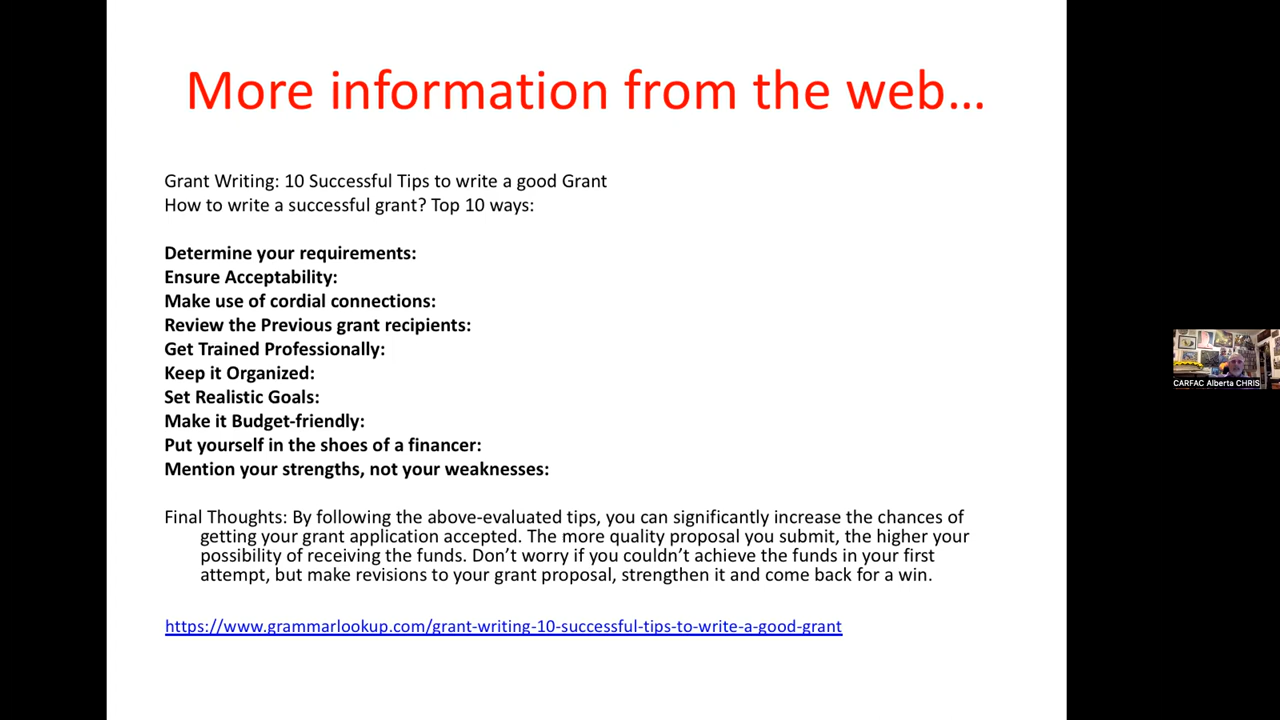 More information from the web...
Grant Writing: 10 Successful Tips to write a good Grant
How to write a successful grant? Top 10 ways:
Determine your requirements:
Ensure Acceptability:
Make use of cordial connections:
Review the Previous grant recipients:
Get Trained Professionally:
Keep it Organized:
Set Realistic Goals:
Make it Budget-friendly:
Put yourself in the shoes of a financer:
Mention your strengths, not your weaknesses:
Final Thoughts: By following the above-evaluated tips, you can significantly increase the chances of
getting your grant application accepted. The more quality proposal you submit, the higher your
possibility of receiving the funds. Don’t worry if you couldn’t achieve the funds in your first
attempt, but make revisions to your grant proposal, strengthen it and come back for a win.
https://www.grammarlookup.com/grant-writing-10-successful-tips-to-write-a-good-grant
CARFAC Alberta CHRIS